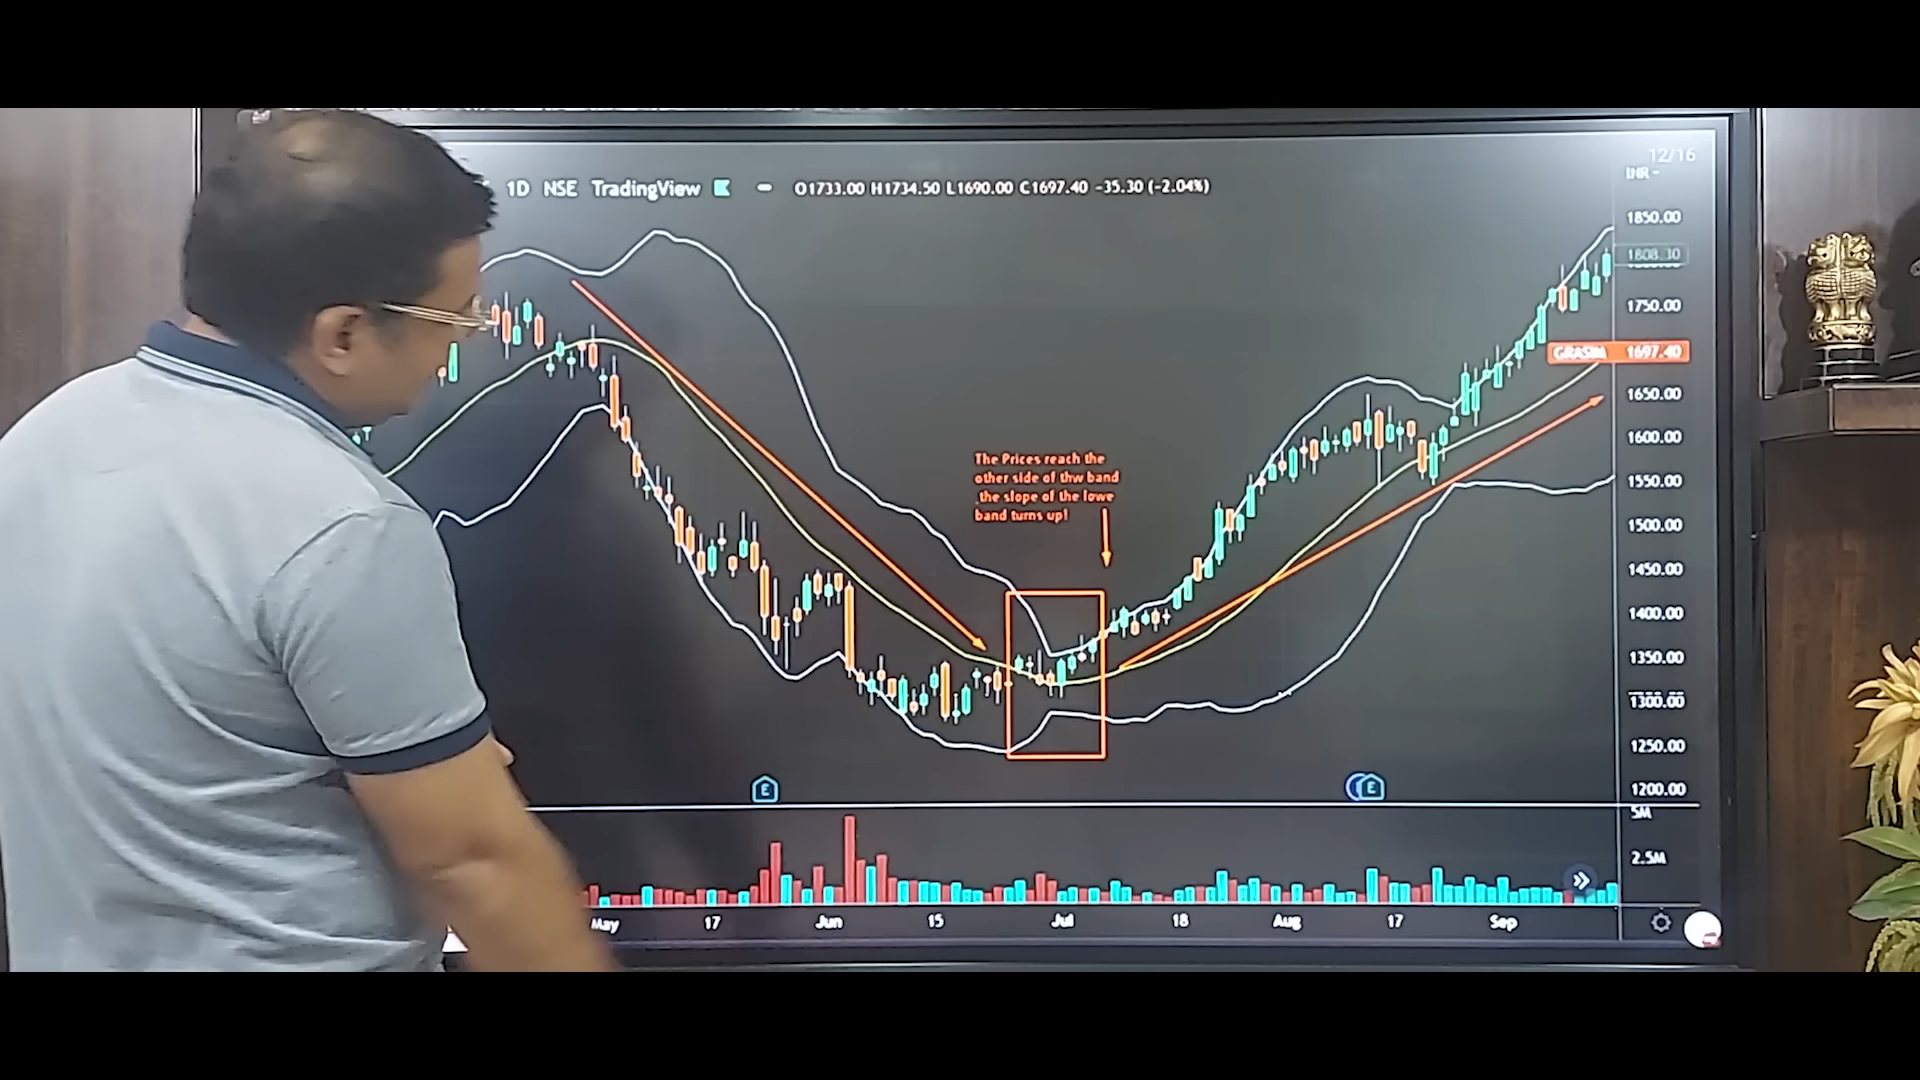 12/16
1D NSE TradingView O1733.00 H1734.50 L1690.00 C1697.40 -35.30 (-2.04%)
INR
1850.00
1808.30
1750.00
GRASIM 1697.40
1650.00
1600.00
1550.00
1500.00
1450.00
1400.00
1350.00
1300.00
1250.00
1200.00
The Prices reach the
other side of thw band
the slope of the lowe
band turns up!
E
E
5M
2.5M
May 17 Jun 15 Jul 18 Aug 17 Sep